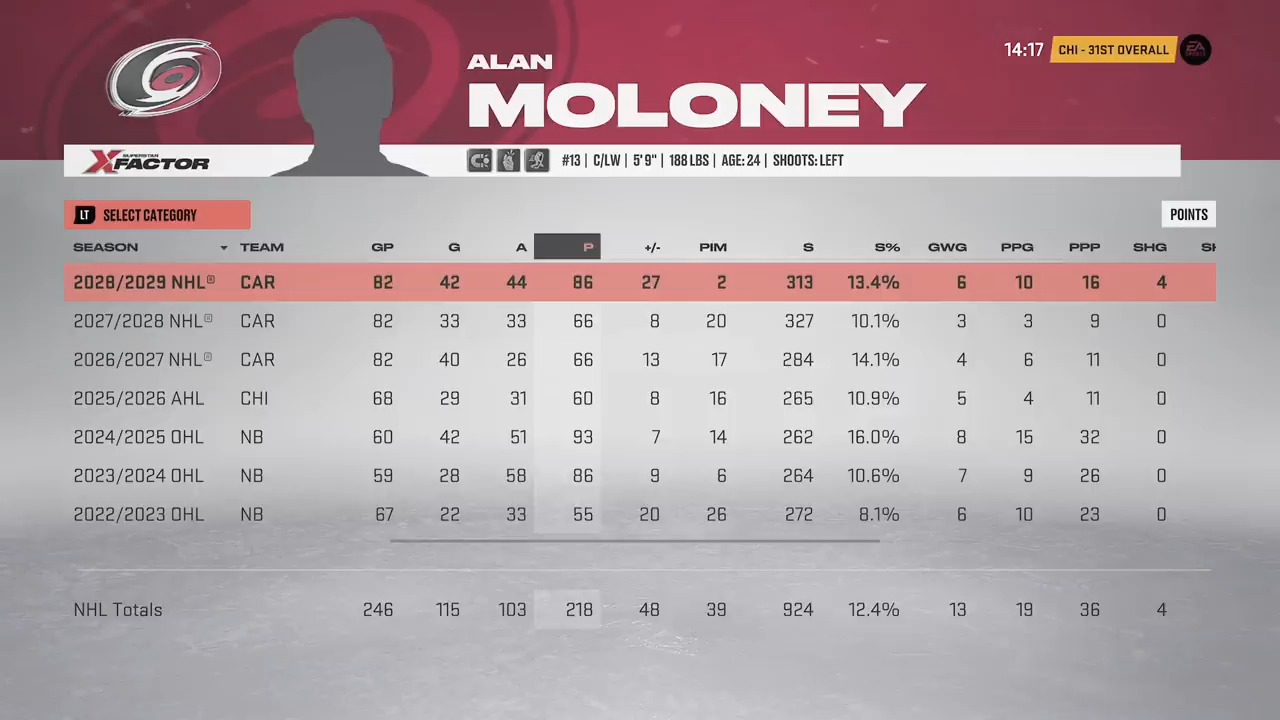 ALAN
MOLONEY
14:17 CHI - 31ST OVERALL
EA SPORTS
SUPERSTAR
X FACTOR
#13 | C/LW | 5' 9" | 188 LBS | AGE: 24 | SHOOTS: LEFT
LT SELECT CATEGORY
POINTS
SEASON TEAM GP G A P +/- PIM S S% GWG PPG PPP SHG
2028/2029 NHL CAR 82 42 44 86 27 2 313 13.4% 6 10 16 4
2027/2028 NHL CAR 82 33 33 66 8 20 327 10.1% 3 3 9 0
2026/2027 NHL CAR 82 40 26 66 13 17 284 14.1% 4 6 11 0
2025/2026 AHL CHI 68 29 31 60 8 16 265 10.9% 5 4 11 0
2024/2025 OHL NB 60 42 51 93 7 14 262 16.0% 8 15 32 0
2023/2024 OHL NB 59 28 58 86 9 6 264 10.6% 7 9 26 0
2022/2023 OHL NB 67 22 33 55 20 26 272 8.1% 6 10 23 0
NHL Totals 246 115 103 218 48 39 924 12.4% 13 19 36 4